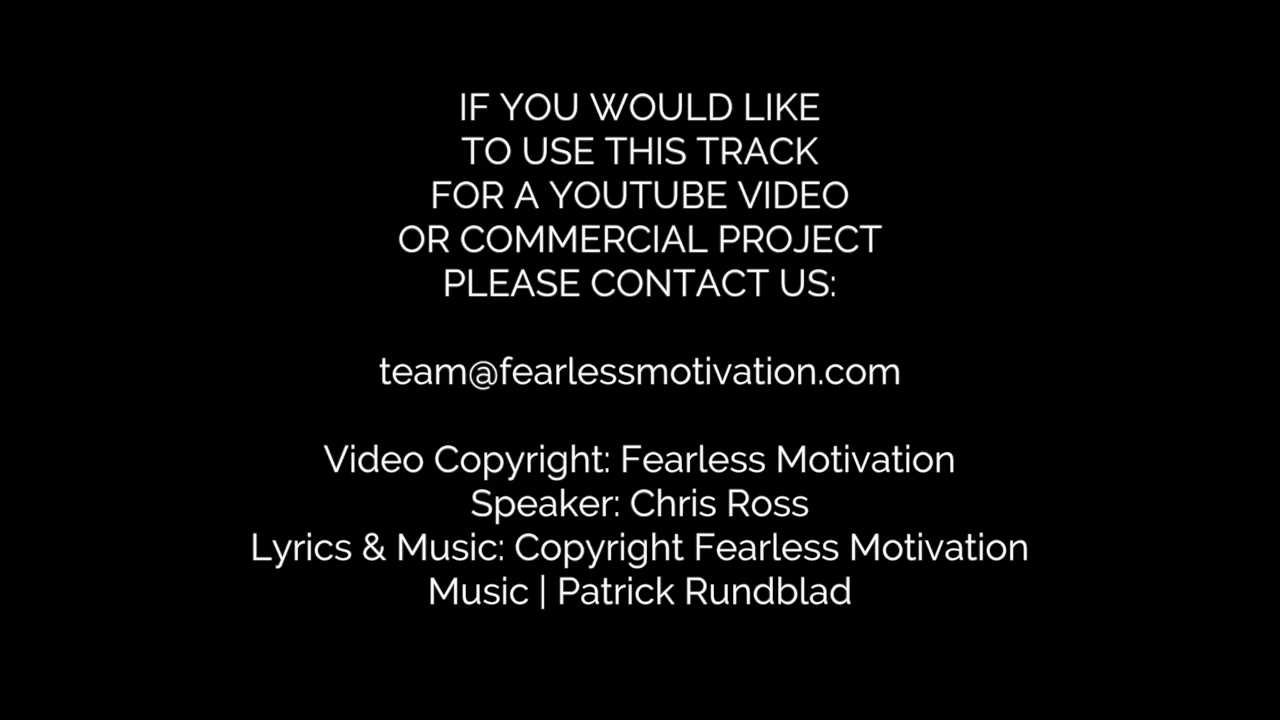 IF YOU WOULD LIKE
TO USE THIS TRACK
FOR A YOUTUBE VIDEO
OR COMMERCIAL PROJECT
PLEASE CONTACT US:
team@fearlessmotivation.com
Video Copyright: Fearless Motivation
Speaker: Chris Ross
Lyrics & Music: Copyright Fearless Motivation
Music | Patrick Rundblad